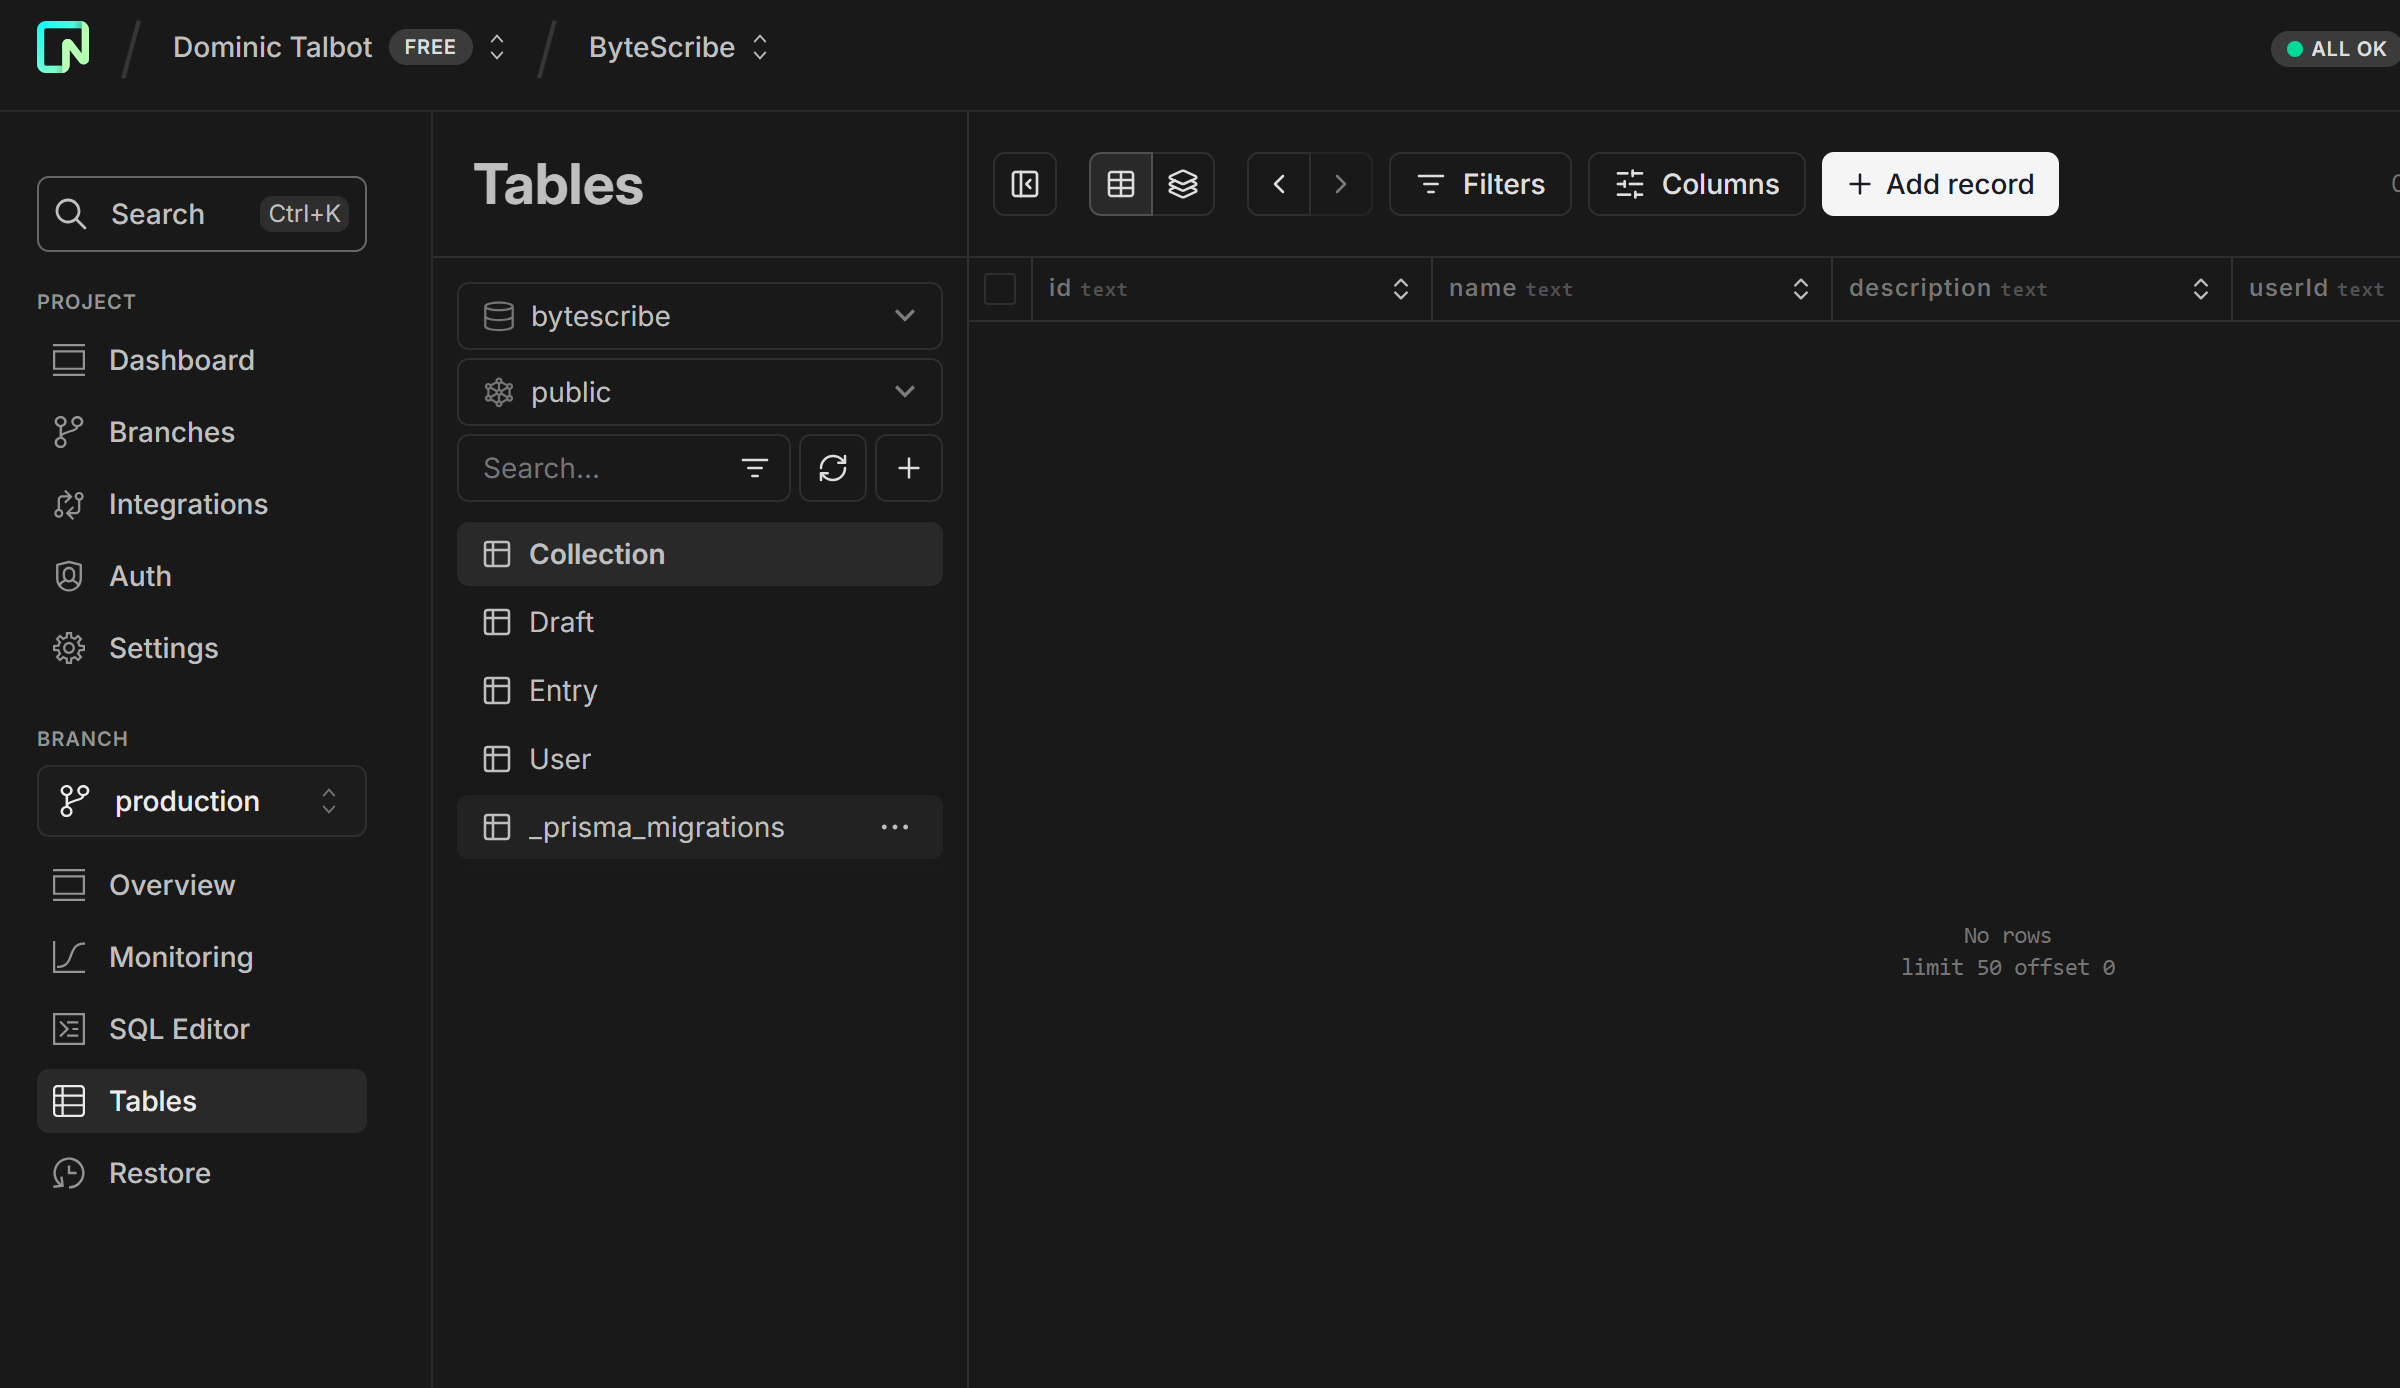 Dominic Talbot FREE
ByteScribe
ALL OK
Search Ctrl+K
PROJECT
Dashboard
Branches
Integrations
Auth
Settings
BRANCH
production
Overview
Monitoring
SQL Editor
Tables
Restore
Tables
bytescribe
public
Search...
Collection
Draft
Entry
User
_prisma_migrations
Filters
Columns
Add record
id text
name text
description text
userId text
No rows
limit 50 offset 0